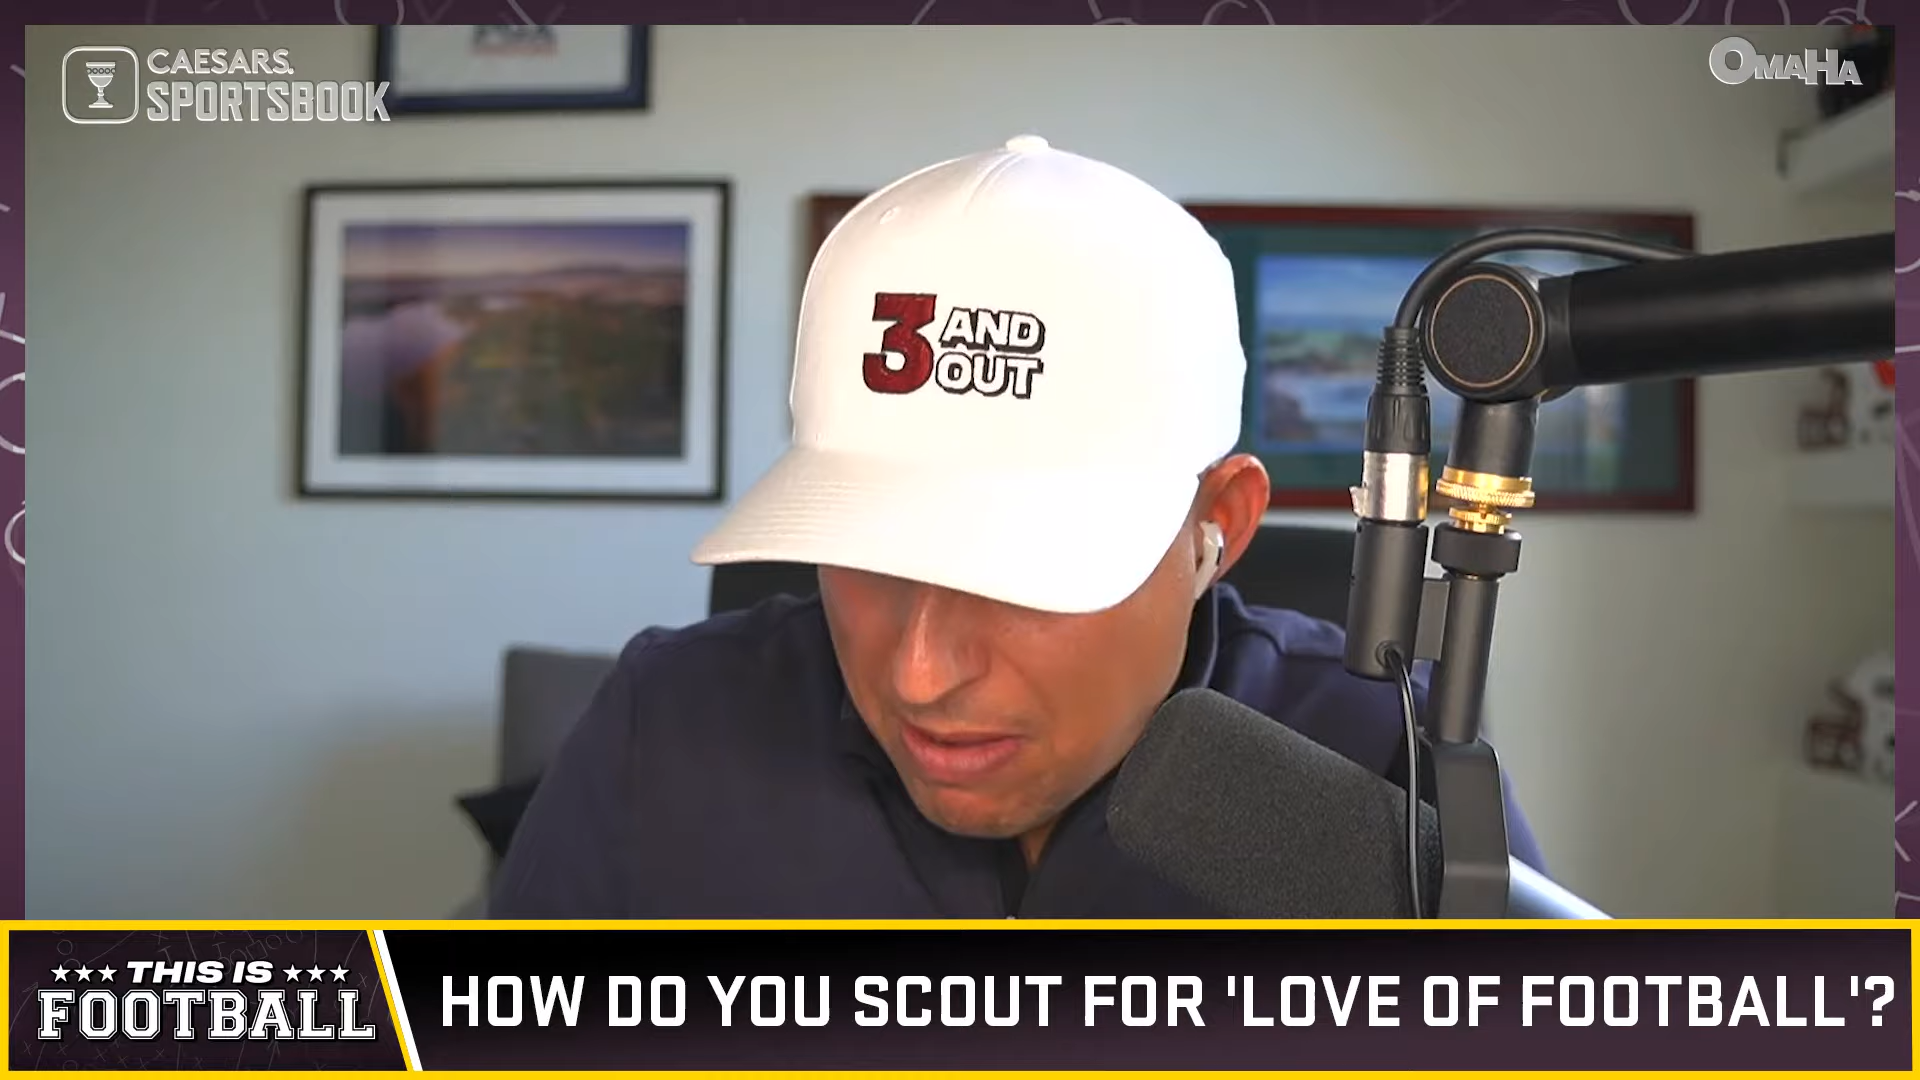 CAESARS
SPORTSBOOK
OMAHA
3 AND
OUT
THIS IS
FOOTBALL
HOW DO YOU SCOUT FOR 'LOVE OF FOOTBALL'?